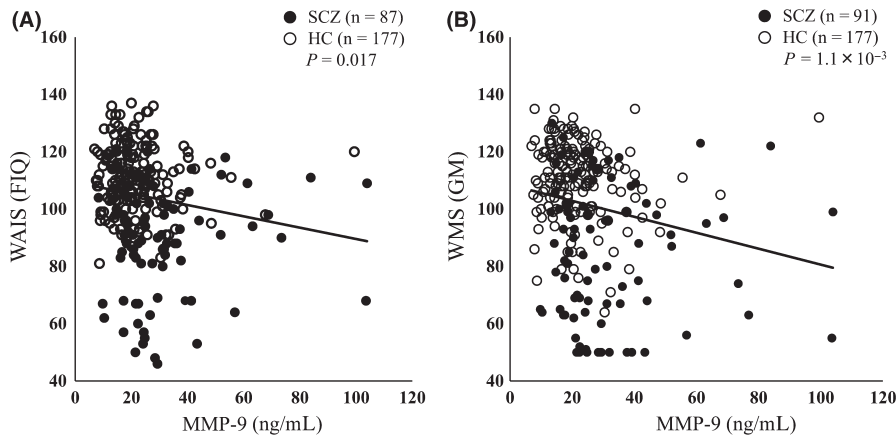 (A)
● SCZ (n = 87)
○ HC (n = 177)
P = 0.017
160
140
120
100
80
60
40
WAIS (FIQ)
0 20 40 60 80 100 120
MMP-9 (ng/mL)
(B)
● SCZ (n = 91)
○ HC (n = 177)
P = 1.1 × 10⁻³
160
140
120
100
80
60
40
WMS (GM)
0 20 40 60 80 100 120
MMP-9 (ng/mL)